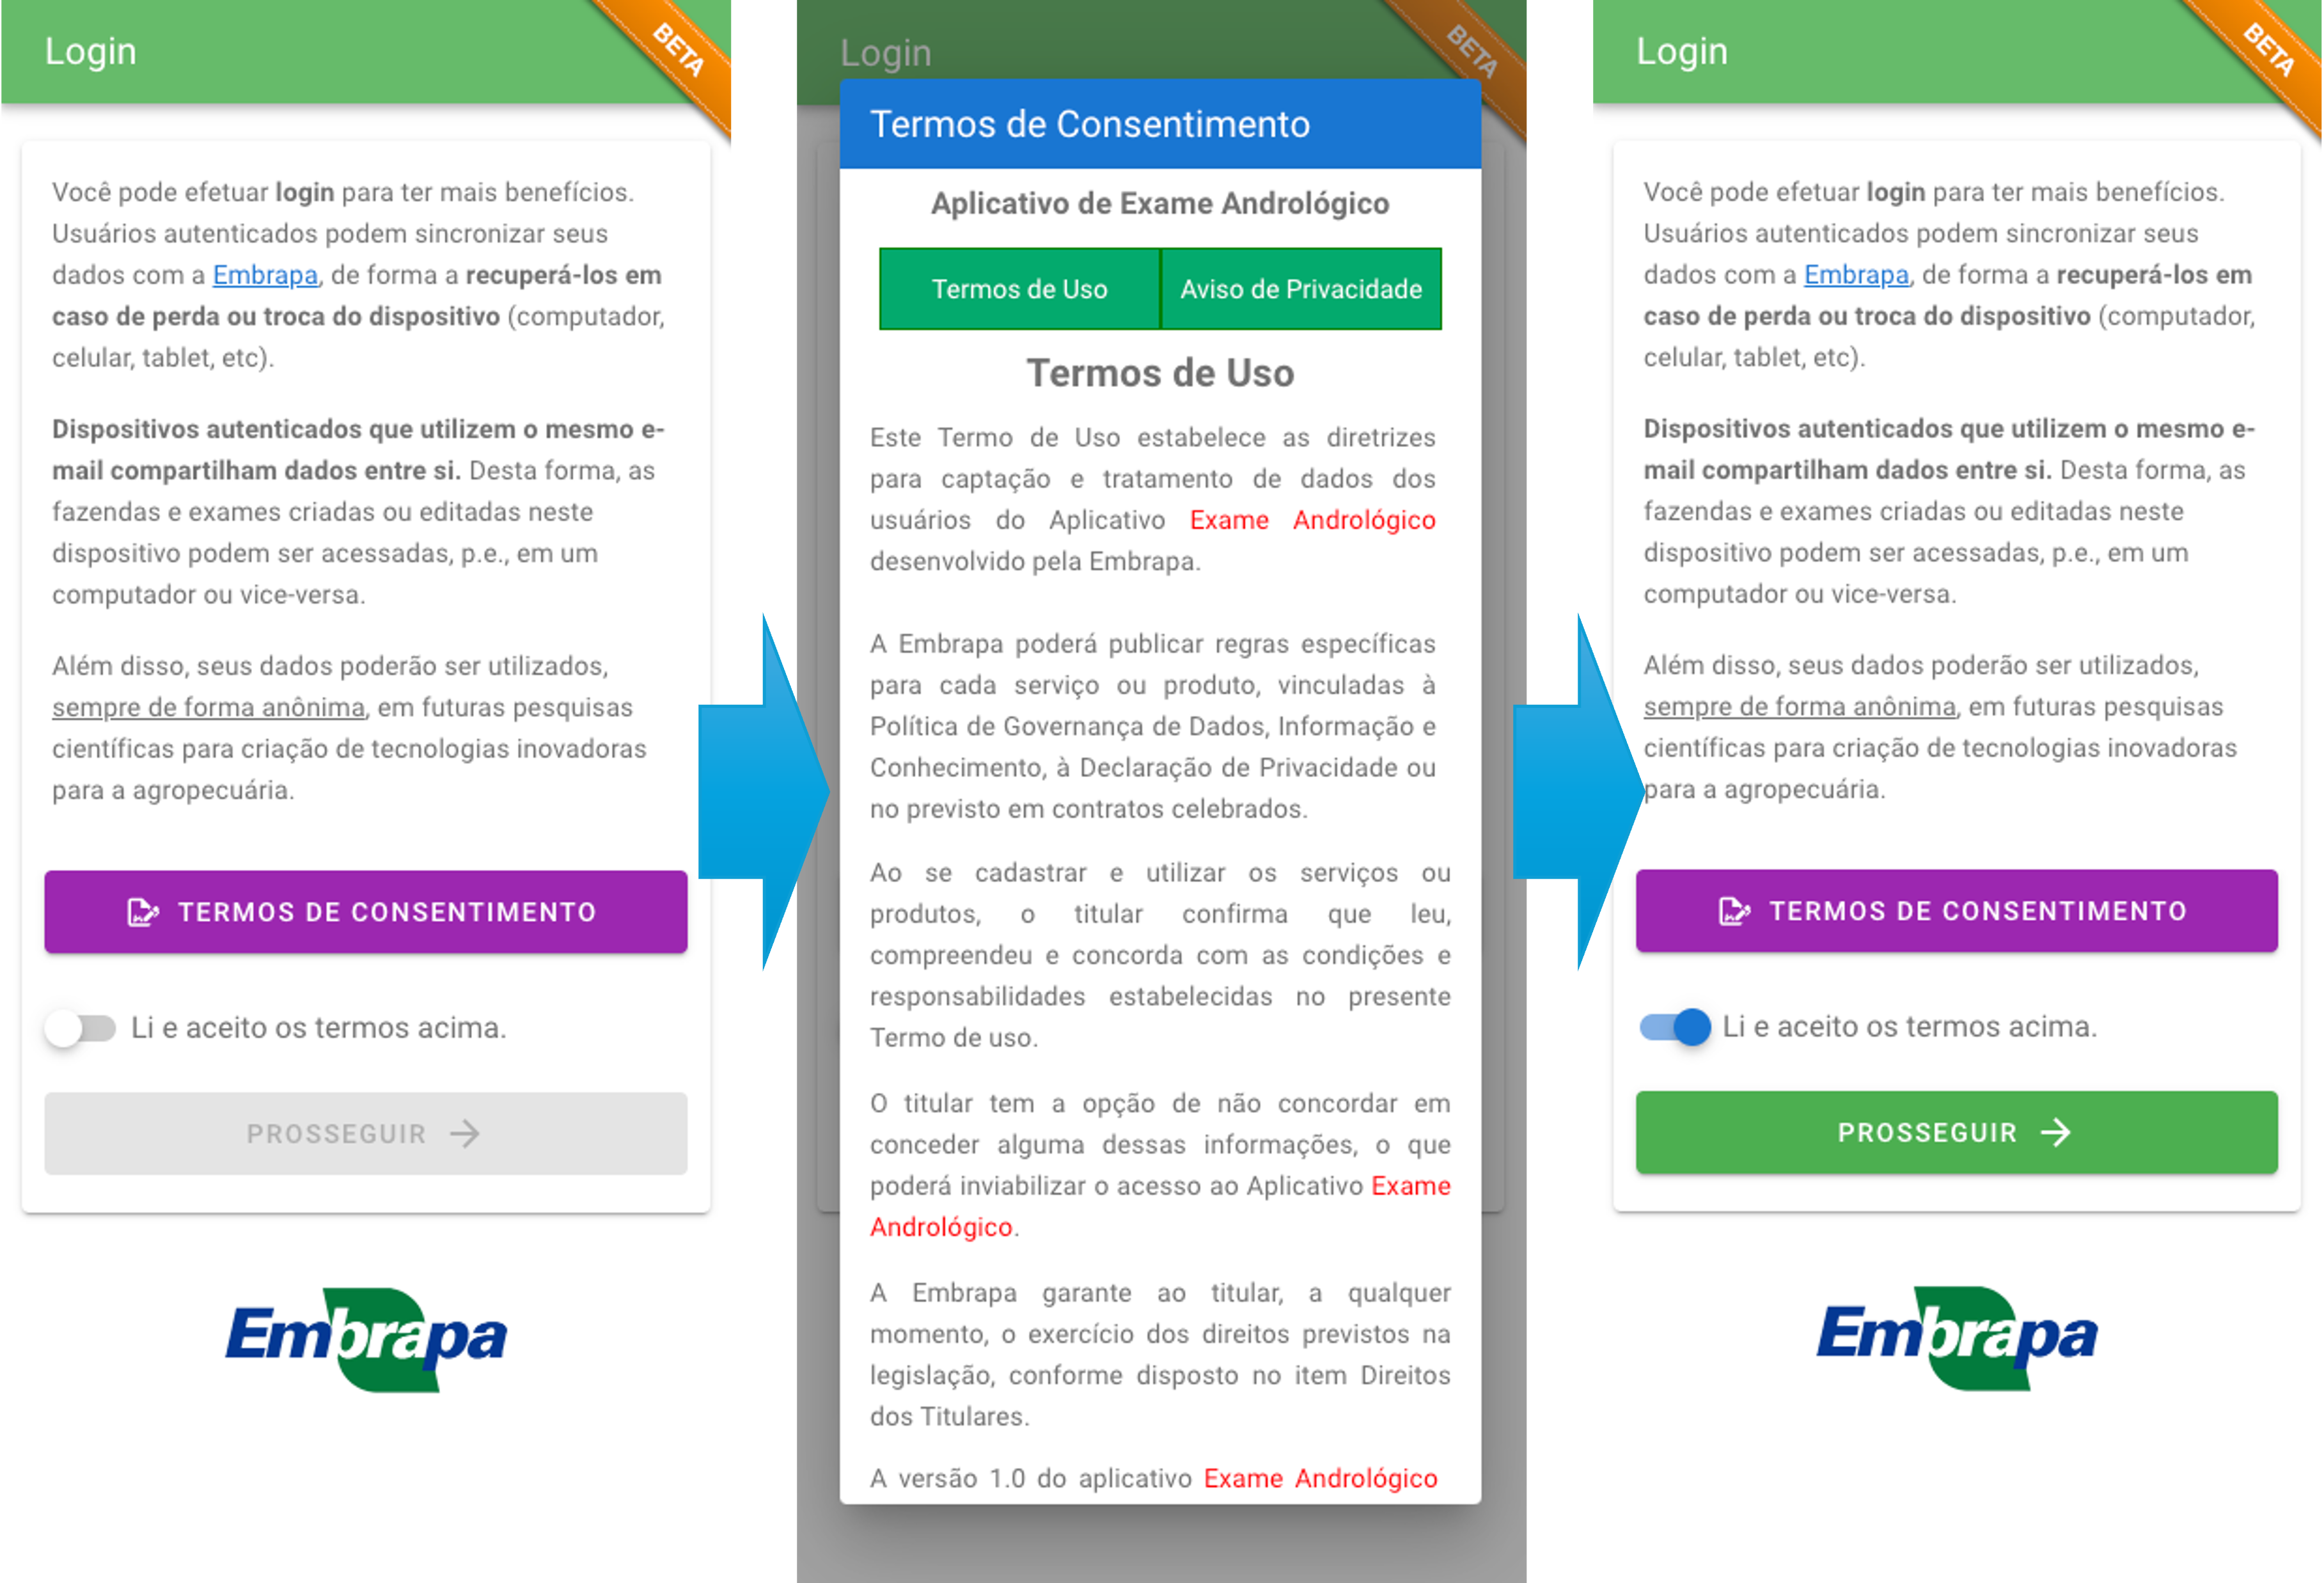 Login
BETA
Você pode efetuar login para ter mais benefícios.
Usuários autenticados podem sincronizar seus
dados com a Embrapa, de forma a recuperá-los em
caso de perda ou troca do dispositivo (computador,
celular, tablet, etc).
Dispositivos autenticados que utilizem o mesmo e-
mail compartilham dados entre si. Desta forma, as
fazendas e exames criadas ou editadas neste
dispositivo podem ser acessadas, p.e., em um
computador ou vice-versa.
Além disso, seus dados poderão ser utilizados,
sempre de forma anônima, em futuras pesquisas
científicas para criação de tecnologias inovadoras
para a agropecuária.
TERMOS DE CONSENTIMENTO
Li e aceito os termos acima.
PROSSEGUIR
Embrapa
Login
BETA
Termos de Consentimento
Aplicativo de Exame Andrológico
Termos de Uso
Aviso de Privacidade
Termos de Uso
Este Termo de Uso estabelece as diretrizes
para captação e tratamento de dados dos
usuários do Aplicativo Exame Andrológico
desenvolvido pela Embrapa.
A Embrapa poderá publicar regras específicas
para cada serviço ou produto, vinculadas à
Política de Governança de Dados, Informação e
Conhecimento, à Declaração de Privacidade ou
no previsto em contratos celebrados.
Ao se cadastrar e utilizar os serviços ou
produtos, o titular confirma que leu,
compreendeu e concorda com as condições e
responsabilidades estabelecidas no presente
Termo de uso.
O titular tem a opção de não concordar em
conceder alguma dessas informações, o que
poderá inviabilizar o acesso ao Aplicativo Exame
Andrológico.
A Embrapa garante ao titular, a qualquer
momento, o exercício dos direitos previstos na
legislação, conforme disposto no item Direitos
dos Titulares.
A versão 1.0 do aplicativo Exame Andrológico
Login
BETA
Você pode efetuar login para ter mais benefícios.
Usuários autenticados podem sincronizar seus
dados com a Embrapa, de forma a recuperá-los em
caso de perda ou troca do dispositivo (computador,
celular, tablet, etc).
Dispositivos autenticados que utilizem o mesmo e-
mail compartilham dados entre si. Desta forma, as
fazendas e exames criadas ou editadas neste
dispositivo podem ser acessadas, p.e., em um
computador ou vice-versa.
Além disso, seus dados poderão ser utilizados,
sempre de forma anônima, em futuras pesquisas
científicas para criação de tecnologias inovadoras
para a agropecuária.
TERMOS DE CONSENTIMENTO
Li e aceito os termos acima.
PROSSEGUIR
Embrapa